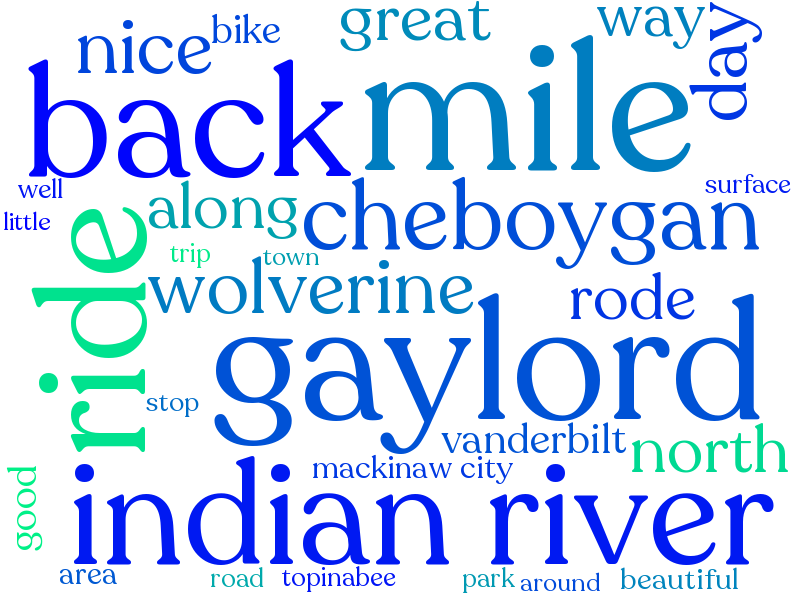 great
way
day
nice
bike
back
mile
well
little
along
cheboygan
surface
ride
trip
town
wolverine
rode
gaylord
stop
vanderbilt
north
good
mackinaw city
indian river
area
road
topinabee
park
around
beautiful